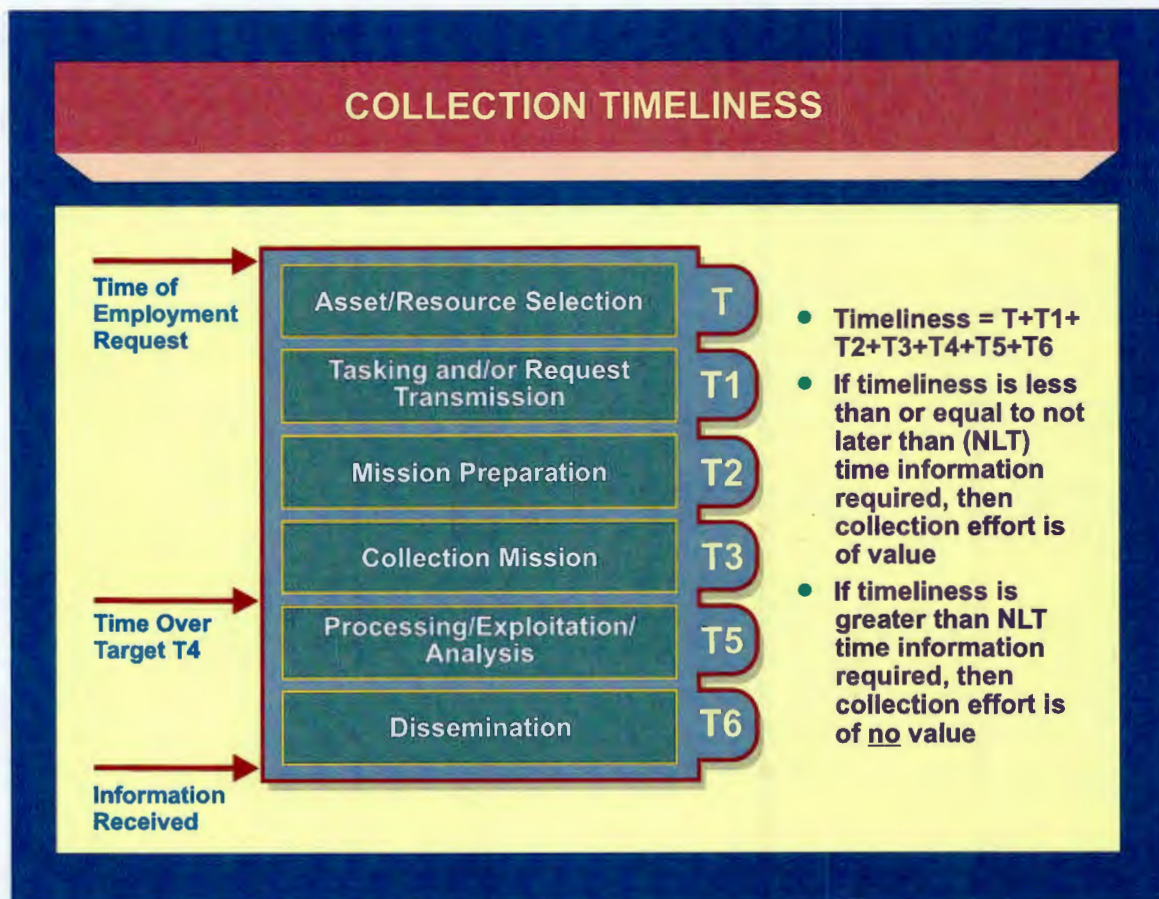 COLLECTION TIMELINESS
Time of
Employment
Request
Asset/Resource Selection
T
Tasking and/or Request
Transmission
T1
Mission Preparation
T2
Collection Mission
T3
Time Over
Target T4
Processing/Exploitation/
Analysis
T5
Dissemination
T6
Information
Received
● Timeliness = T+T1+
T2+T3+T4+T5+T6
● If timeliness is less
than or equal to not
later than (NLT)
time information
required, then
collection effort is
of value
● If timeliness is
greater than NLT
time information
required, then
collection effort is
of no value